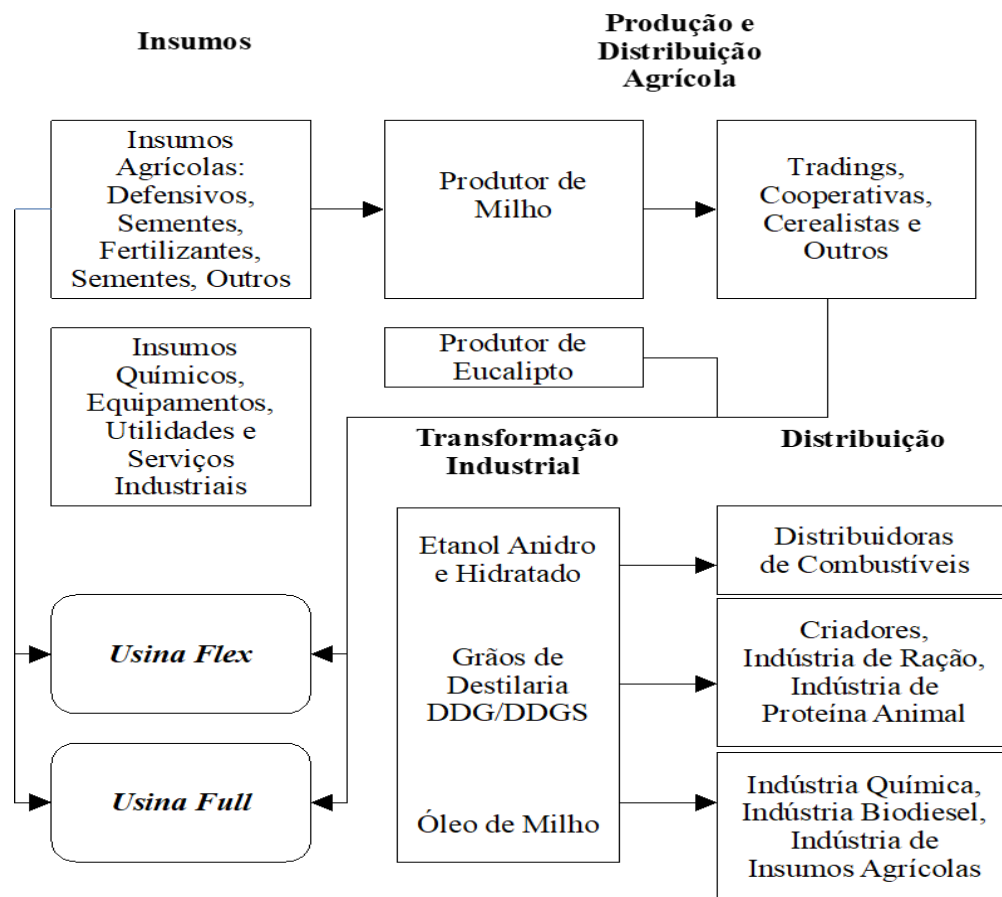 Insumos
Produção e
Distribuição
Agrícola
Insumos
Agrícolas:
Defensivos,
Sementes,
Fertilizantes,
Sementes, Outros
Produtor de
Milho
Tradings,
Cooperativas,
Cerealistas e
Outros
Insumos
Químicos,
Equipamentos,
Utilidades e
Serviços
Industriais
Produtor de
Eucalipto
Transformação
Industrial
Distribuição
Etanol Anidro
e Hidratado
Distribuidoras
de Combustíveis
Usina Flex
Grãos de
Destilaria
DDG/DDGS
Criadores,
Indústria de Ração,
Indústria de
Proteína Animal
Usina Full
Óleo de Milho
Indústria Química,
Indústria Biodiesel,
Indústria de
Insumos Agrícolas